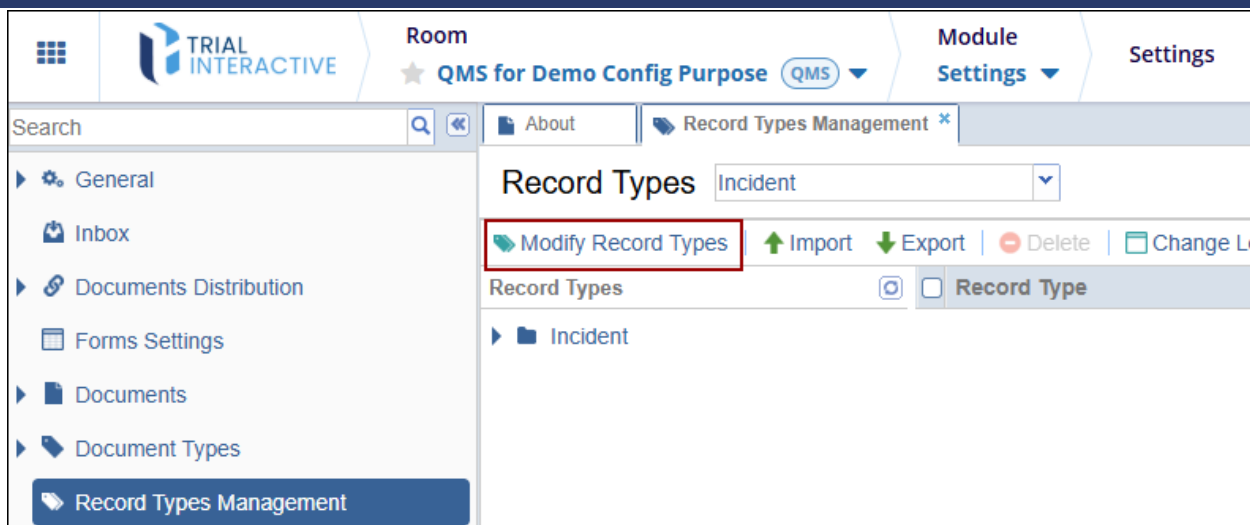 TRIAL
INTERACTIVE
Room
QMS for Demo Config Purpose QMS
Module
Settings
Settings
Search
General
Inbox
Documents Distribution
Forms Settings
Documents
Document Types
Record Types Management
About
Record Types Management
Record Types Incident
Modify Record Types Import Export Delete Change
Record Types
Record Type
Incident